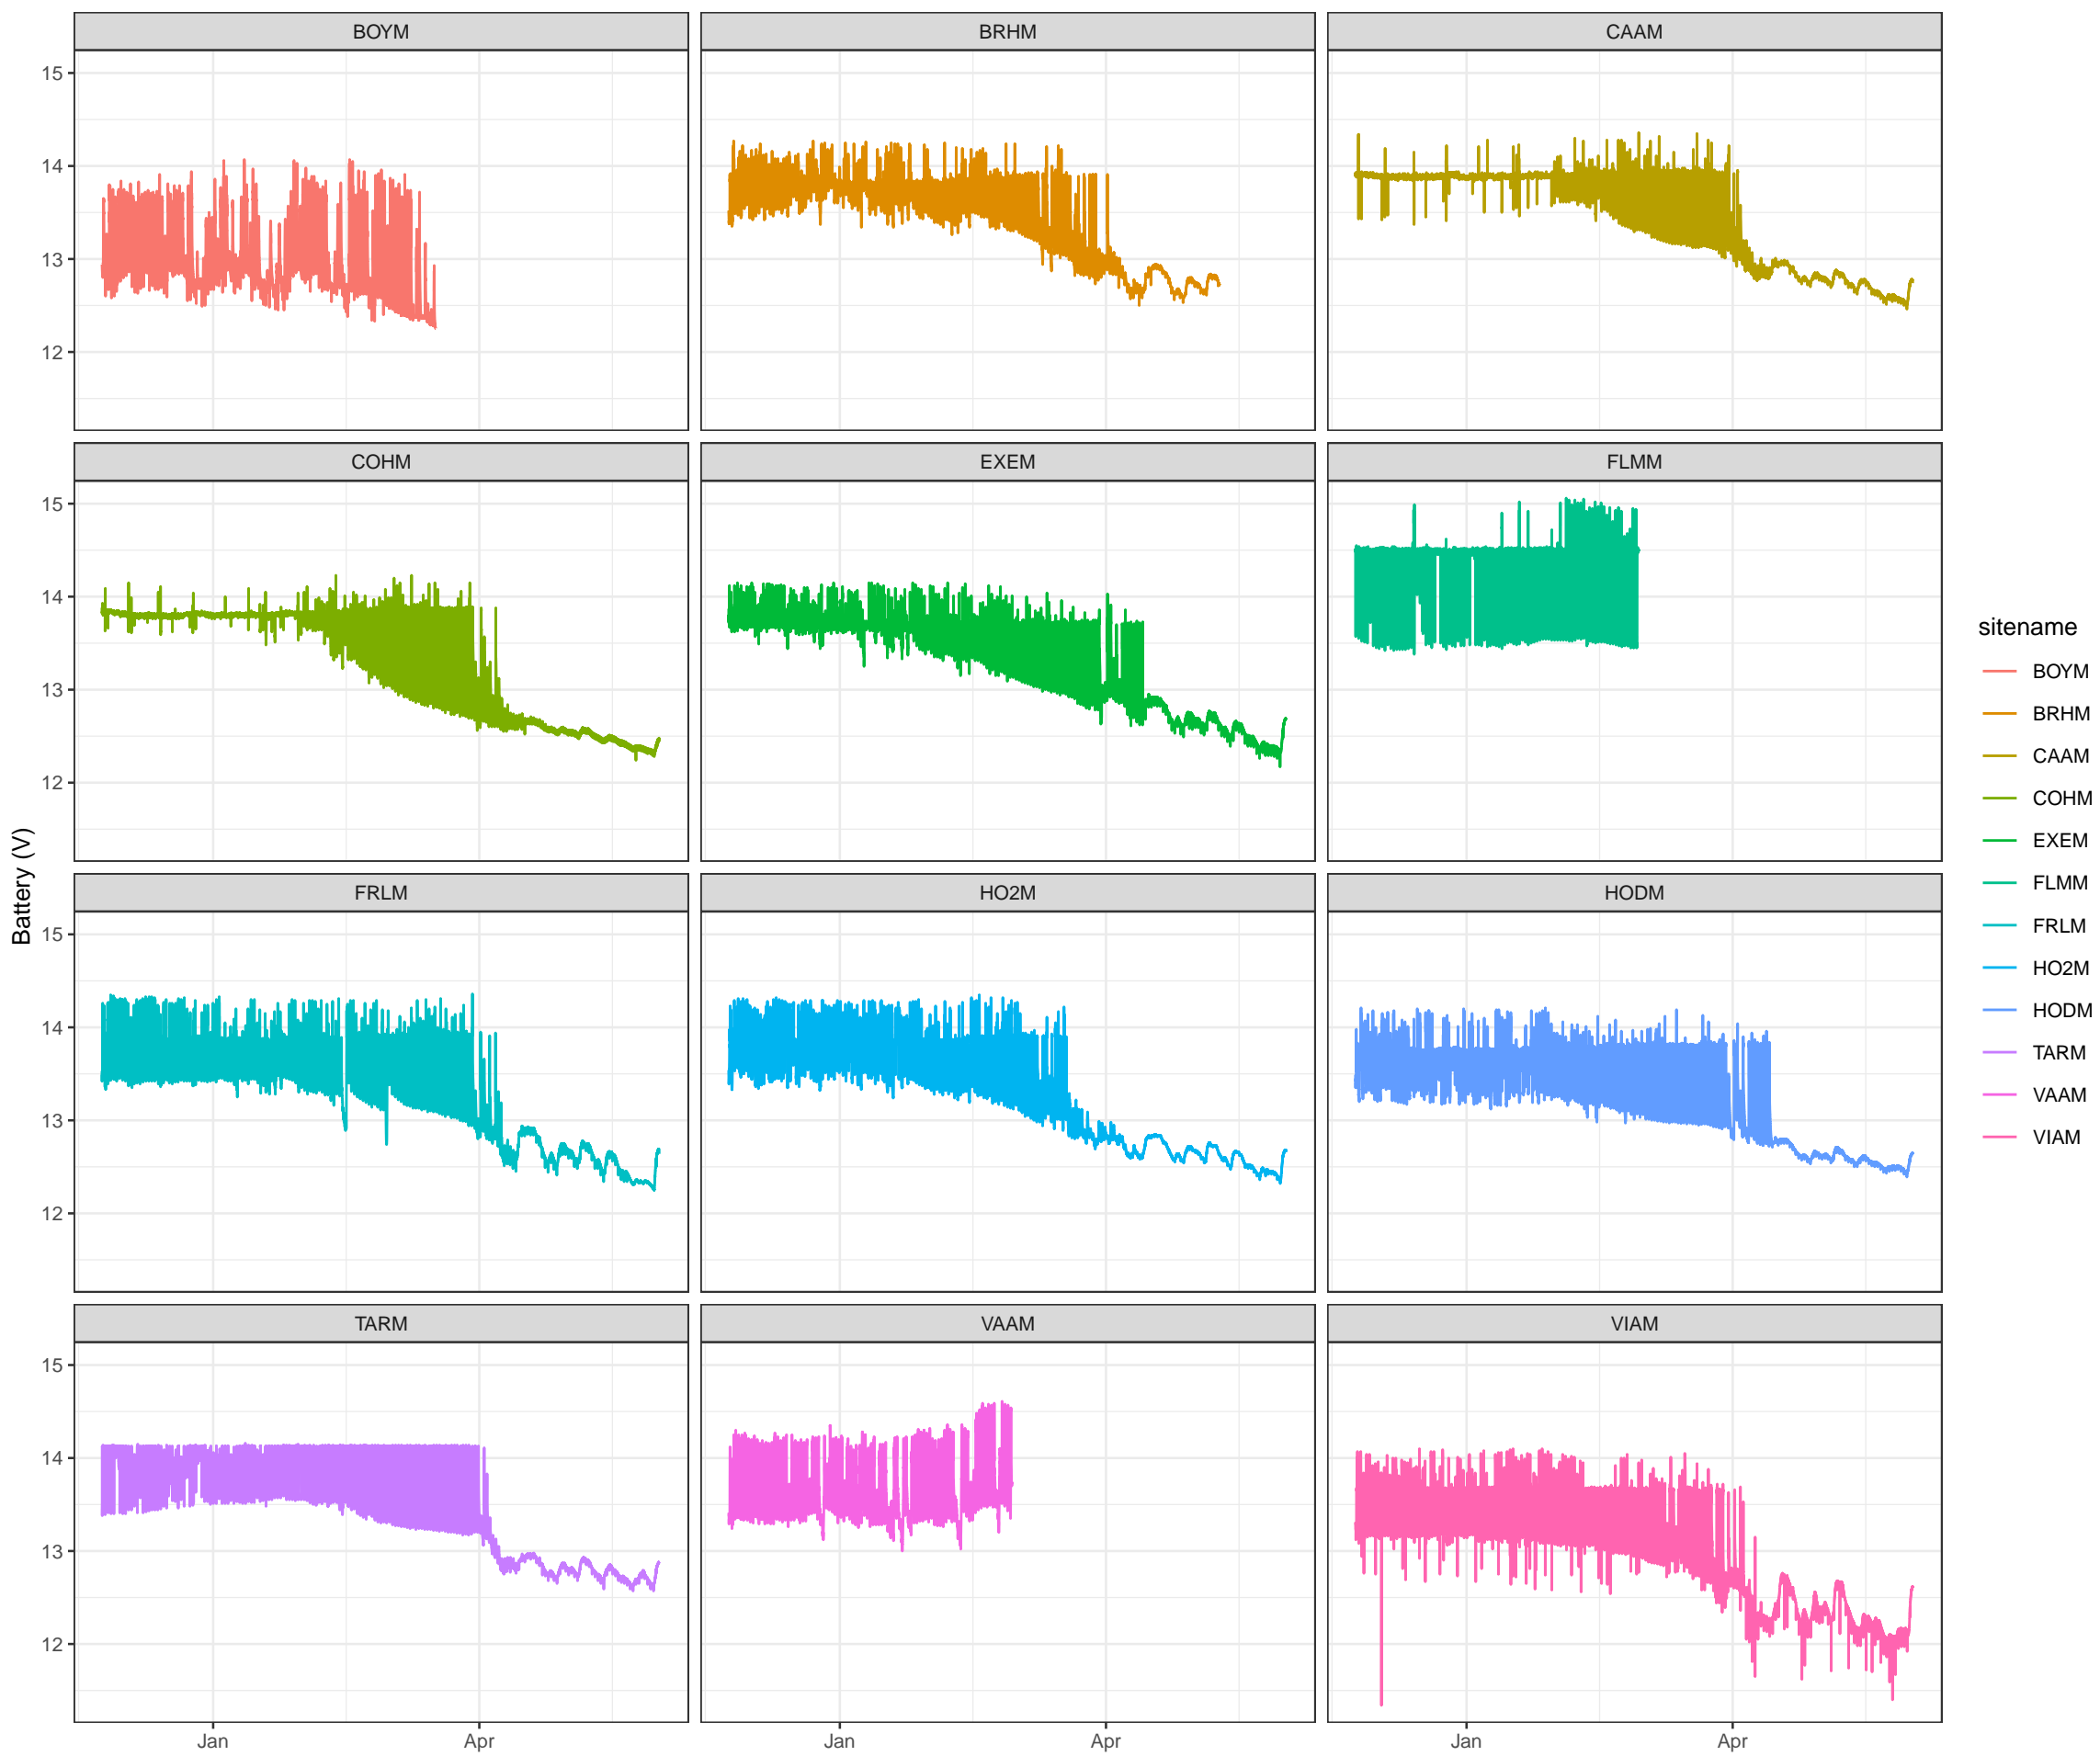 BOYM
BRHM
CAAM
15
14
13
12
COHM
EXEM
FLMM
15
14
13
12
FRLM
HO2M
HODM
15
14
13
12
TARM
VAAM
VIAM
15
14
13
12
Jan
Apr
Jan
Apr
Jan
Apr
Battery (V)
sitename
BOYM
BRHM
CAAM
COHM
EXEM
FLMM
FRLM
HO2M
HODM
TARM
VAAM
VIAM